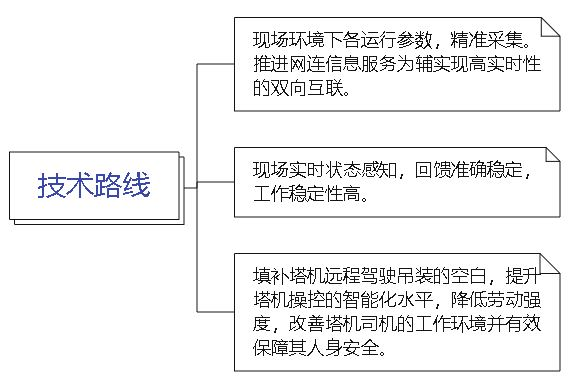 现场环境下各运行参数，精准采集。
推进网连信息服务为辅实现高实时性
的双向互联。
技术路线
现场实时状态感知，回馈准确稳定，
工作稳定性高。
填补塔机远程驾驶吊装的空白，提升
塔机操控的智能化水平，降低劳动强
度，改善塔机司机的工作环境并有效
保障其人身安全。